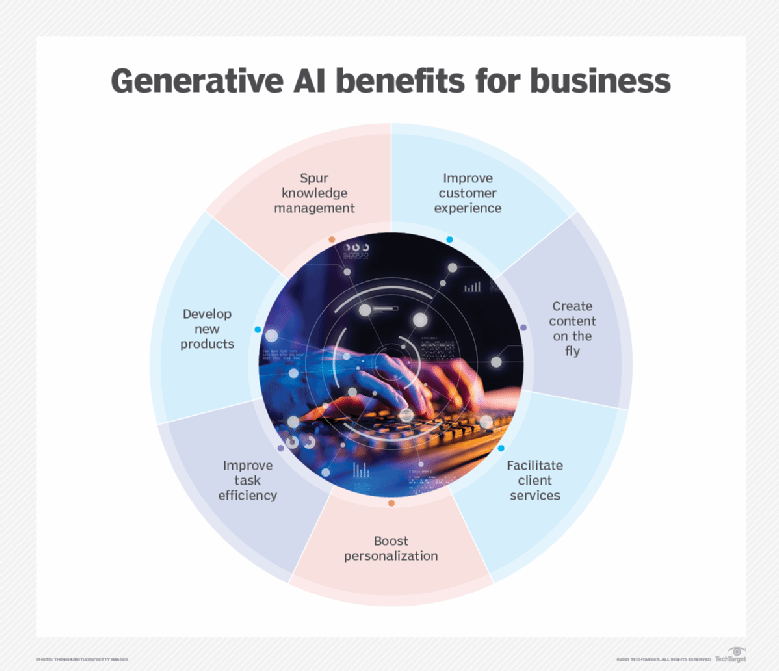 Generative AI benefits for business
Spur
knowledge
management
Improve
customer
experience
Create
content
on the
fly
Facilitate
client
services
Boost
personalization
Improve
task
efficiency
Develop
new
products
TechTarget